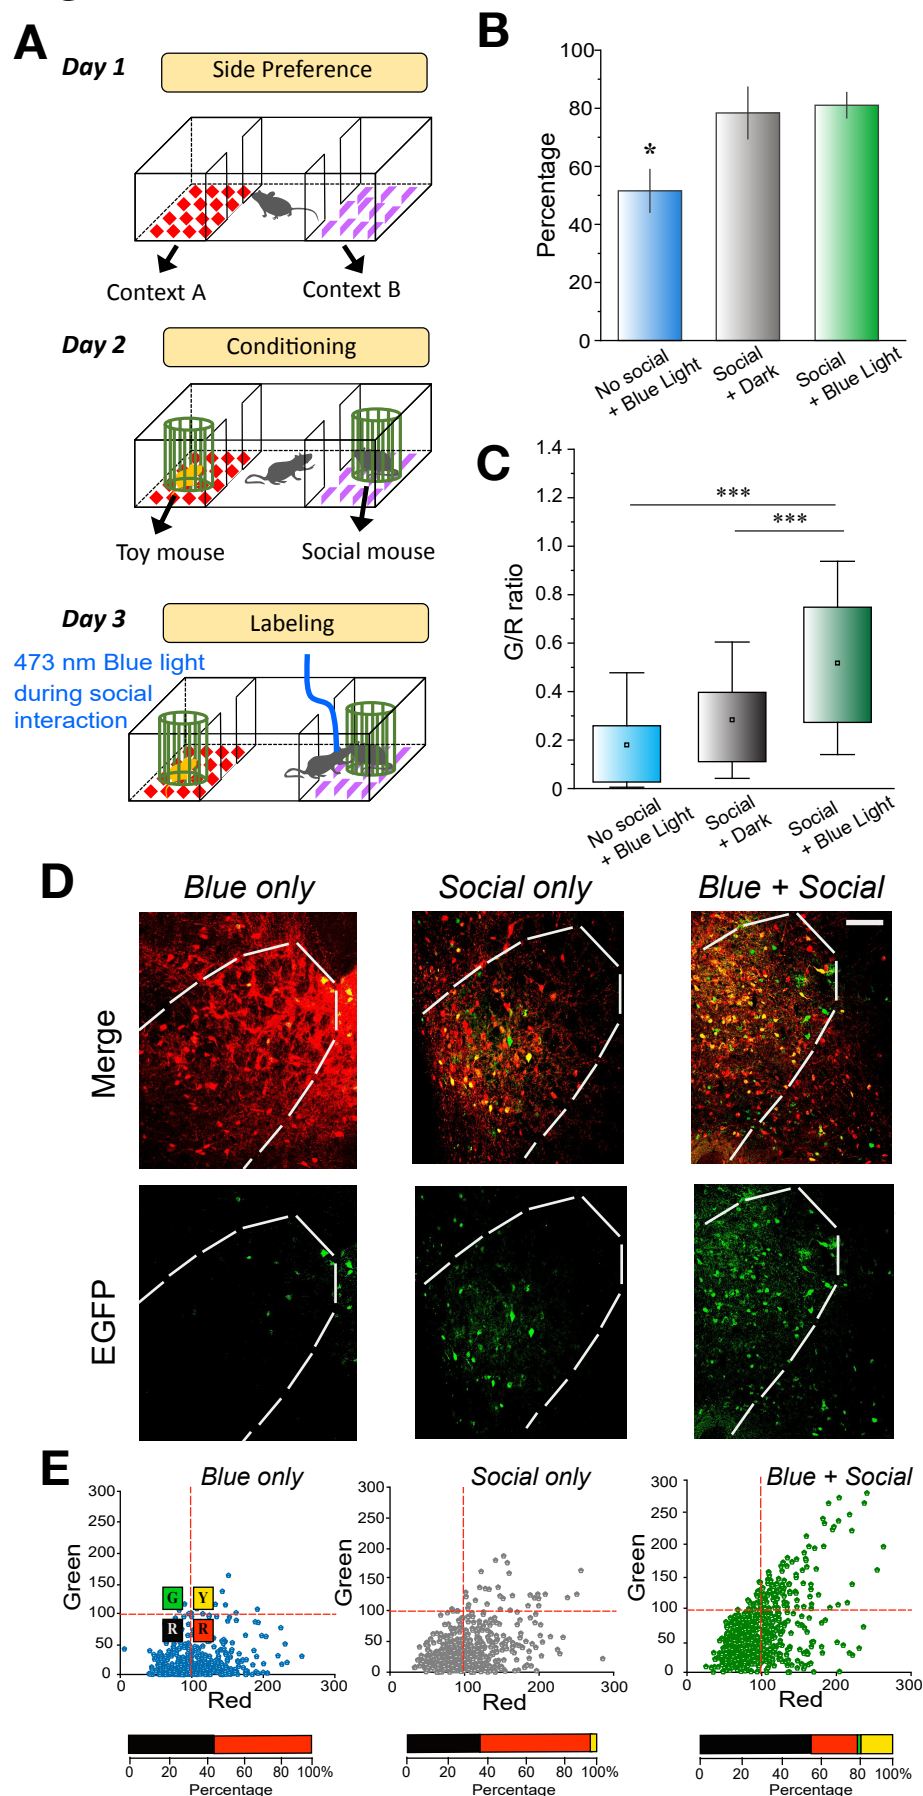 A
Day 1
Side Preference
Context A
Context B
Day 2
Conditioning
Toy mouse
Social mouse
Day 3
Labeling
473 nm Blue light
during social
interaction
B
Percentage
100
80
60
40
20
0
*
No social
+ Blue Light
Social
+ Dark
Social
+ Blue Light
C
G/R ratio
1.4
1.2
1.0
0.8
0.6
0.4
0.2
0
***
***
No social
+ Blue Light
Social
+ Dark
Social
+ Blue Light
D
Blue only
Social only
Blue + Social
Merge
EGFP
E
Blue only
Green
300
250
200
150
100
50
0
G
Y
R
R
0
100
200
300
Red
0
20
40
60
80
100%
Percentage
Social only
Green
300
250
200
150
100
50
0
0
100
200
300
Red
0
20
40
60
80
100%
Percentage
Blue + Social
Green
300
250
200
150
100
50
0
0
100
200
300
Red
0
20
40
60
80
100%
Percentage